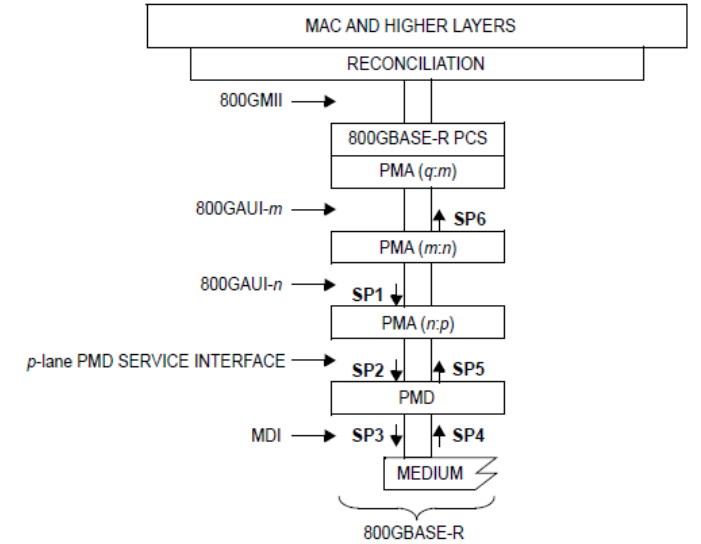 MAC AND HIGHER LAYERS
RECONCILIATION
800GMII
800GBASE-R PCS
PMA (q:m)
800GAUI-m
SP6
PMA (m:n)
800GAUI-n
SP1
PMA (n:p)
p-lane PMD SERVICE INTERFACE
SP2
SP5
PMD
MDI
SP3
SP4
MEDIUM
800GBASE-R